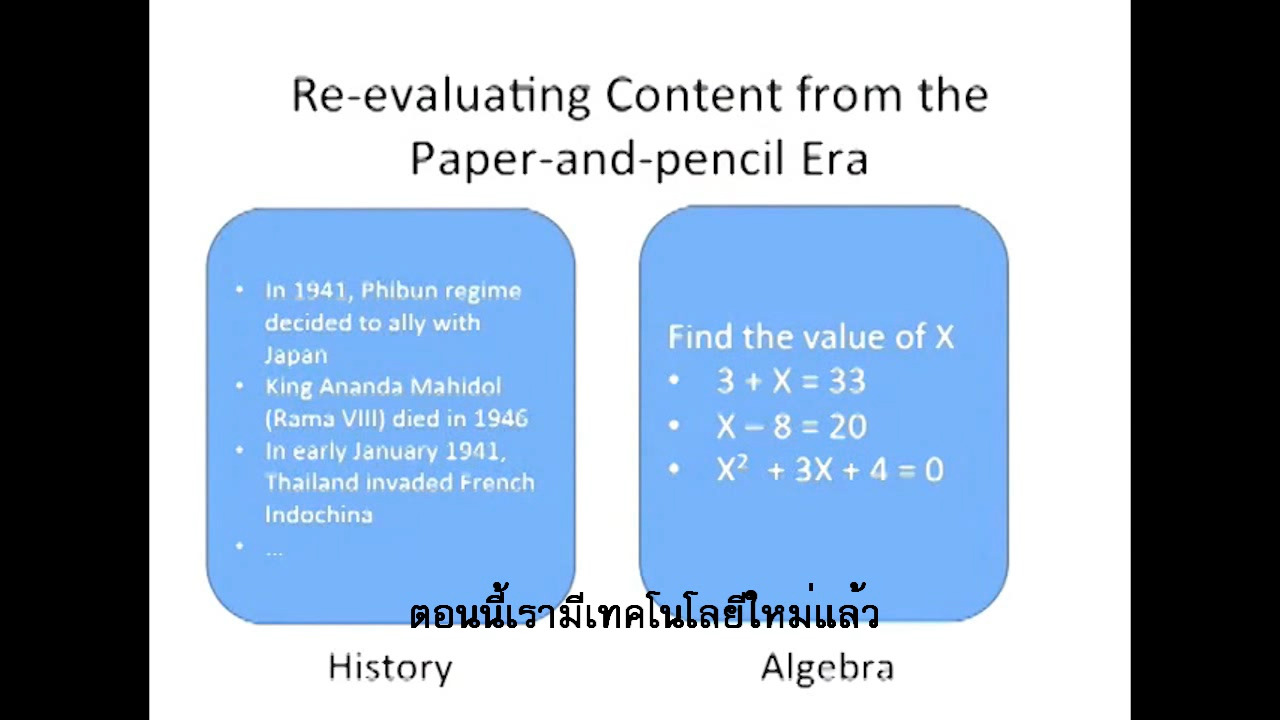 Re-evaluating Content from the
Paper-and-pencil Era
• In 1941, Phibun regime
decided to ally with
Japan
• King Ananda Mahidol
(Rama VIII) died in 1946
• In early January 1941,
Thailand invaded French
Indochina
• ...
Find the value of X
• 3 + X = 33
• X – 8 = 20
• X² + 3X + 4 = 0
ตอนนี้เรามีเทคโนโลยีใหม่แล้ว
History
Algebra